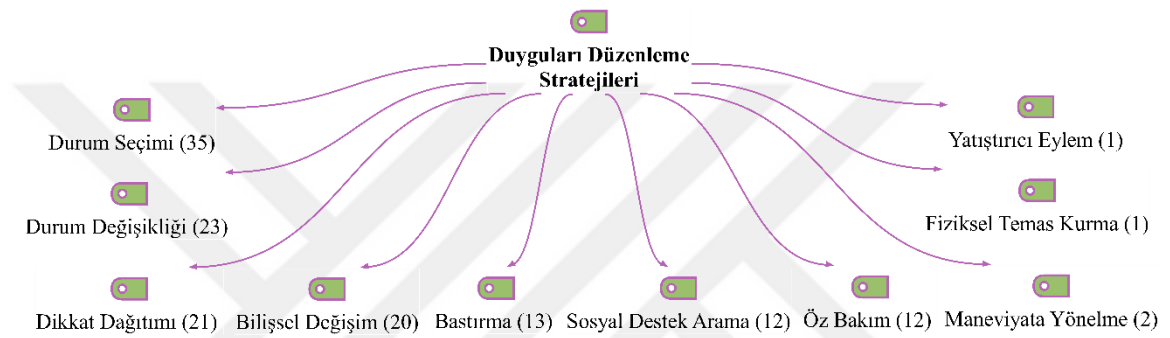 Duyguları Düzenleme
Stratejileri
Durum Seçimi (35)
Yatıştırıcı Eylem (1)
Durum Değişikliği (23)
Fiziksel Temas Kurma (1)
Dikkat Dağıtımı (21)
Bilişsel Değişim (20)
Bastırma (13)
Sosyal Destek Arama (12)
Öz Bakım (12)
Maneviyata Yönelme (2)